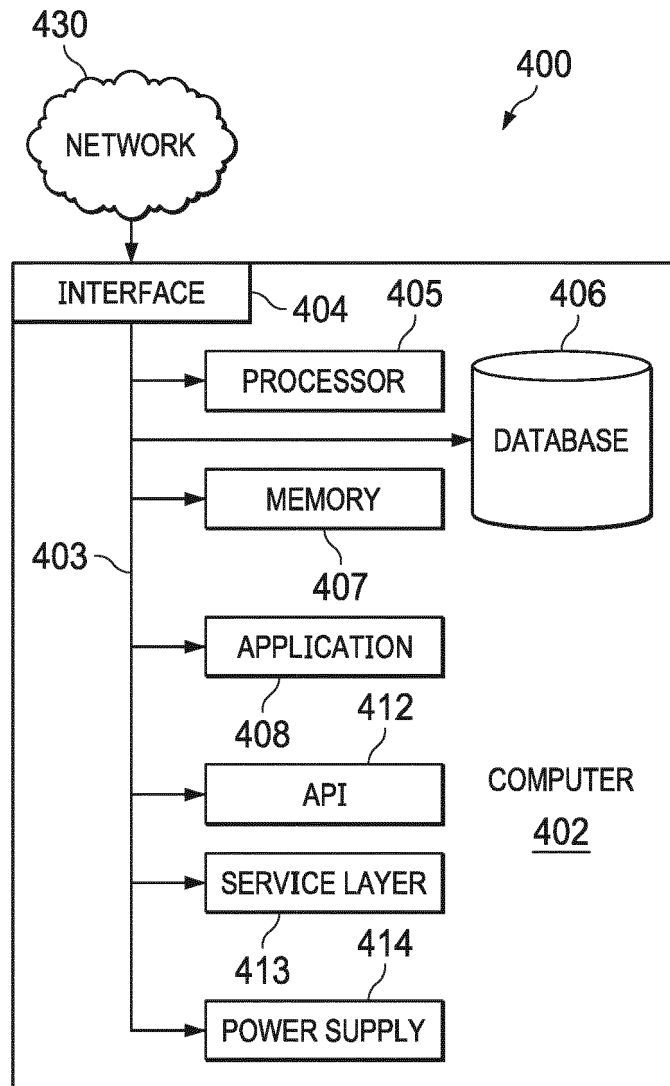 430
400
NETWORK
INTERFACE
404
405
406
PROCESSOR
DATABASE
MEMORY
403
407
APPLICATION
408
412
API
COMPUTER
402
SERVICE LAYER
413
414
POWER SUPPLY